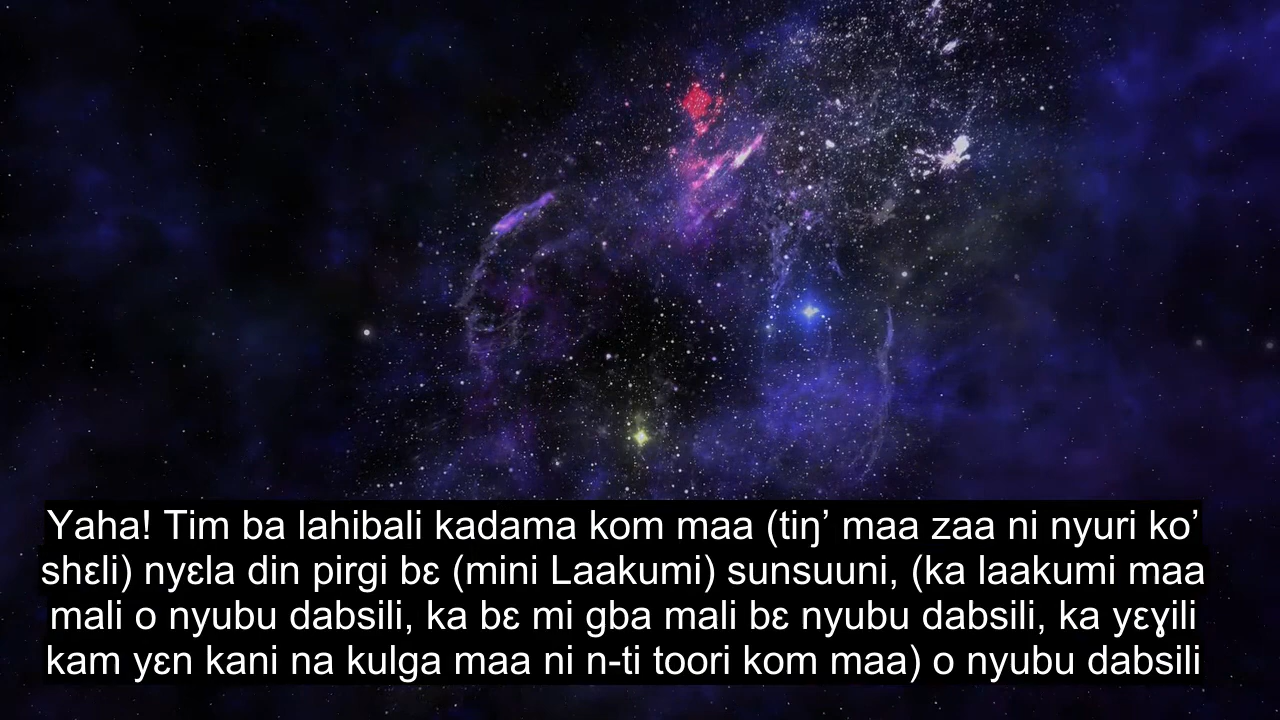 Yaha! Tim ba lahibali kadama kom maa (tiŋ’ maa zaa ni nyuri ko’
shɛli) nyɛla din pirgi bɛ (mini Laakumi) sunsuuni, (ka laakumi maa
mali o nyubu dabsili, ka bɛ mi gba mali bɛ nyubu dabsili, ka yɛɣili
kam yɛn kani na kulga maa ni n-ti toori kom maa) o nyubu dabsili